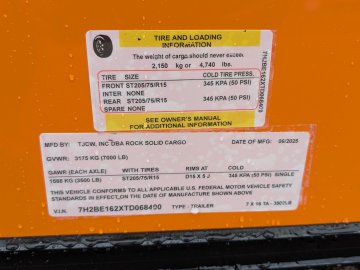 TIRE AND LOADING
INFORMATION
The weight of cargo should never exceed
2,150 kg or 4,740 lbs.
TIRE SIZE COLD TIRE PRESS.
FRONT ST205/75/R15 345 KPA (50 PSI)
INTER NONE
REAR ST205/75/R15 345 KPA (50 PSI)
SPARE NONE
SEE OWNER'S MANUAL
FOR ADDITIONAL INFORMATION
MFD BY: TJCW, INC DBA ROCK SOLID CARGO DATE OF MFG: 09/2025
GVWR: 3175 KG (7000 LB)
GAWR (EACH AXLE) WITH TIRES RIMS AT COLD
1588 KG (3500 LB) ST205/75/R15 D15 X 5 J 345 KPA (50 PSI) SINGLE
THIS VEHICLE CONFORMS TO ALL APPLICABLE U.S. FEDERAL MOTOR VEHICLE SAFETY
STANDARDS IN EFFECT ON THE DATE OF MANUFACTURE SHOWN ABOVE
V.I.N. 7H2BE162XTD068400 TYPE : TRAILER 7 X 16 TA -